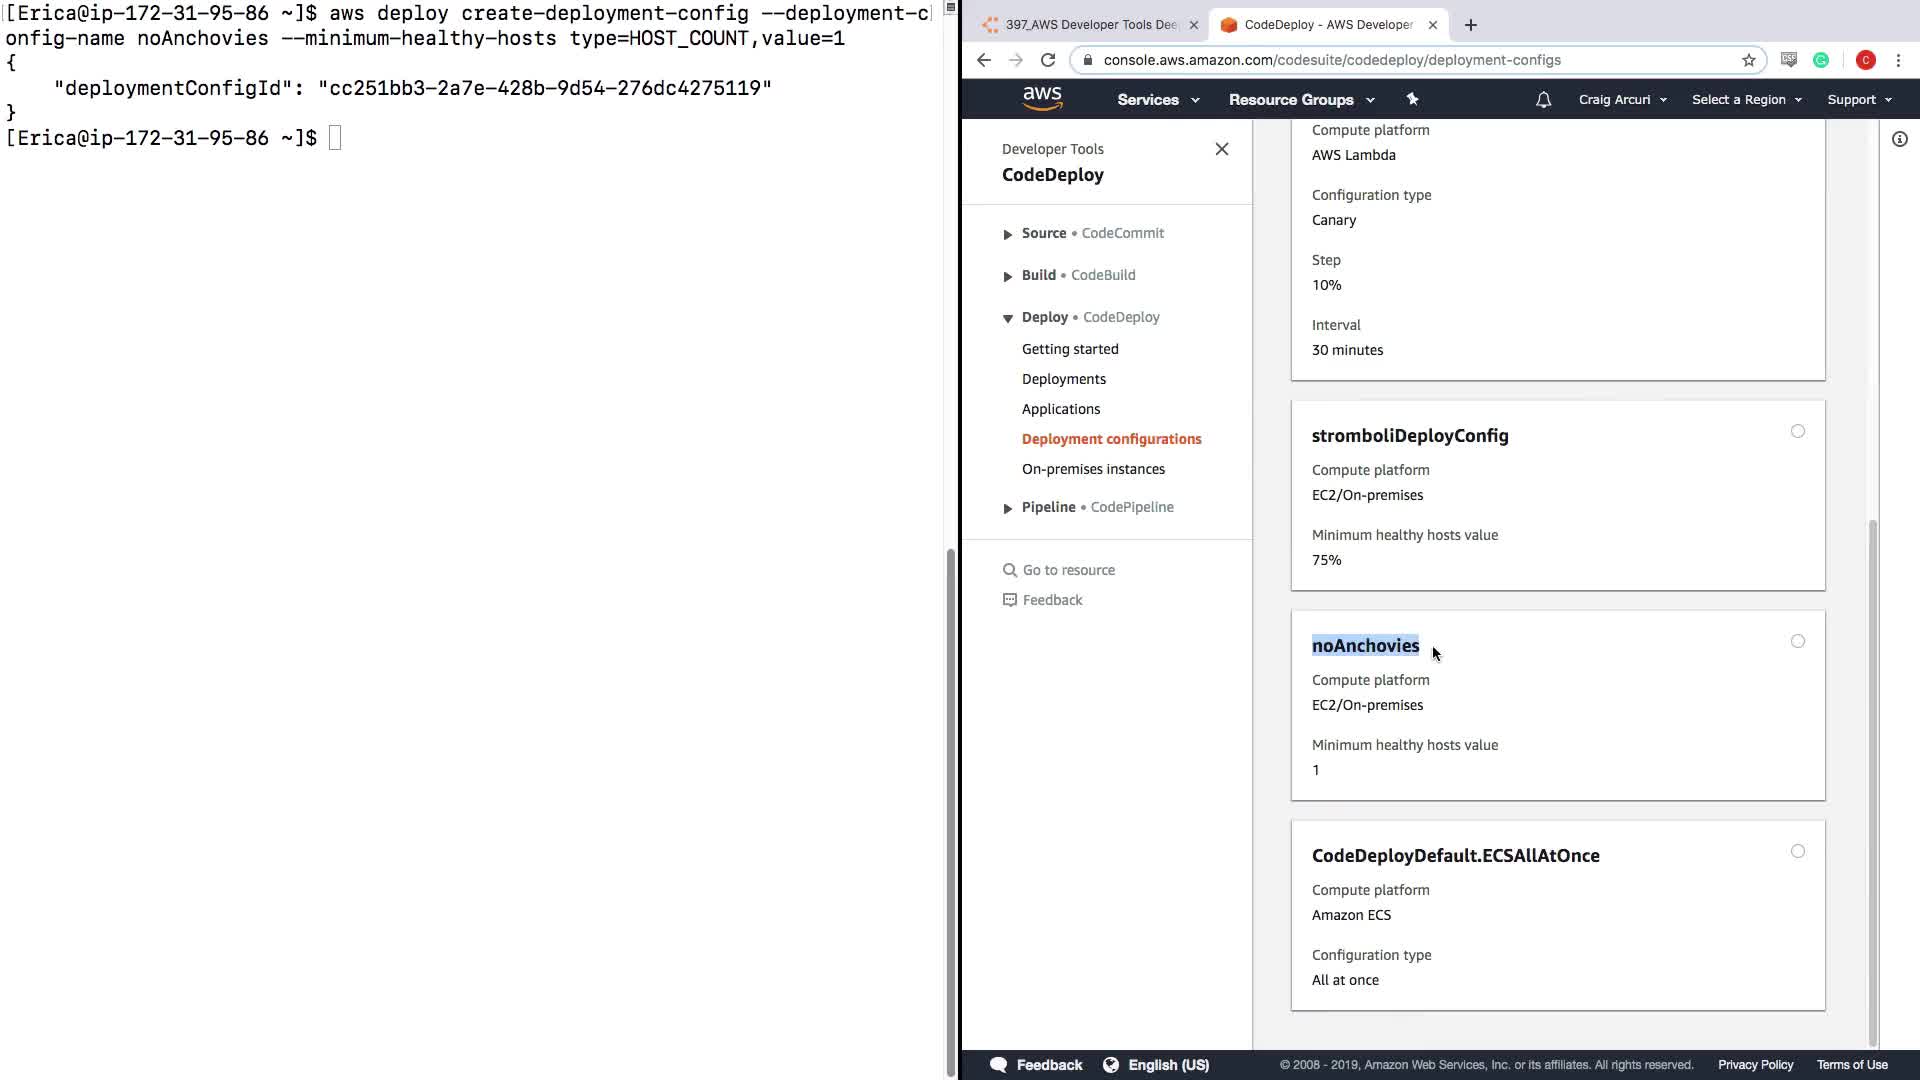 [Erica@ip-172-31-95-86 ~]$ aws deploy create-deployment-config --deployment-c
onfig-name noAnchovies --minimum-healthy-hosts type=HOST_COUNT,value=1
{
    "deploymentConfigId": "cc251bb3-2a7e-428b-9d54-276dc4275119"
}
[Erica@ip-172-31-95-86 ~]$
397_AWS Developer Tools Dee
CodeDeploy - AWS Developer
console.aws.amazon.com/codesuite/codedeploy/deployment-configs
C
aws
Services
Resource Groups
Craig Arcuri
Select a Region
Support
Developer Tools
CodeDeploy
Source • CodeCommit
Build • CodeBuild
Deploy • CodeDeploy
Getting started
Deployments
Applications
Deployment configurations
On-premises instances
Pipeline • CodePipeline
Go to resource
Feedback
Compute platform
AWS Lambda
Configuration type
Canary
Step
10%
Interval
30 minutes
stromboliDeployConfig
Compute platform
EC2/On-premises
Minimum healthy hosts value
75%
noAnchovies
Compute platform
EC2/On-premises
Minimum healthy hosts value
1
CodeDeployDefault.ECSAllAtOnce
Compute platform
Amazon ECS
Configuration type
All at once
Feedback
English (US)
© 2008 - 2019, Amazon Web Services, Inc. or its affiliates. All rights reserved.
Privacy Policy
Terms of Use